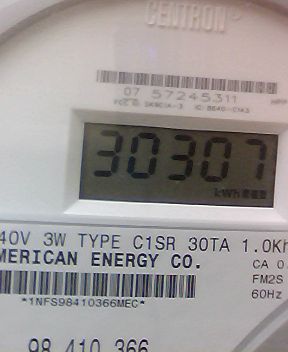 CENTRON®
07 57245311
30307
kWh
40V 3W TYPE C1SR 30TA 1.0Kh
MERICAN ENERGY CO.
CA 0.
FM2S
60Hz
*1NFS98410366MEC*
98 410 366